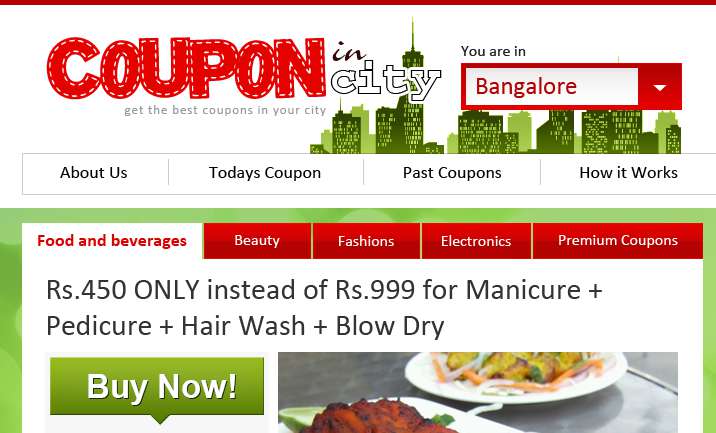 COUPON in city
get the best coupons in your city
You are in
Bangalore
About Us Todays Coupon Past Coupons How it Works
Food and beverages Beauty Fashions Electronics Premium Coupons
Rs.450 ONLY instead of Rs.999 for Manicure +
Pedicure + Hair Wash + Blow Dry
Buy Now!